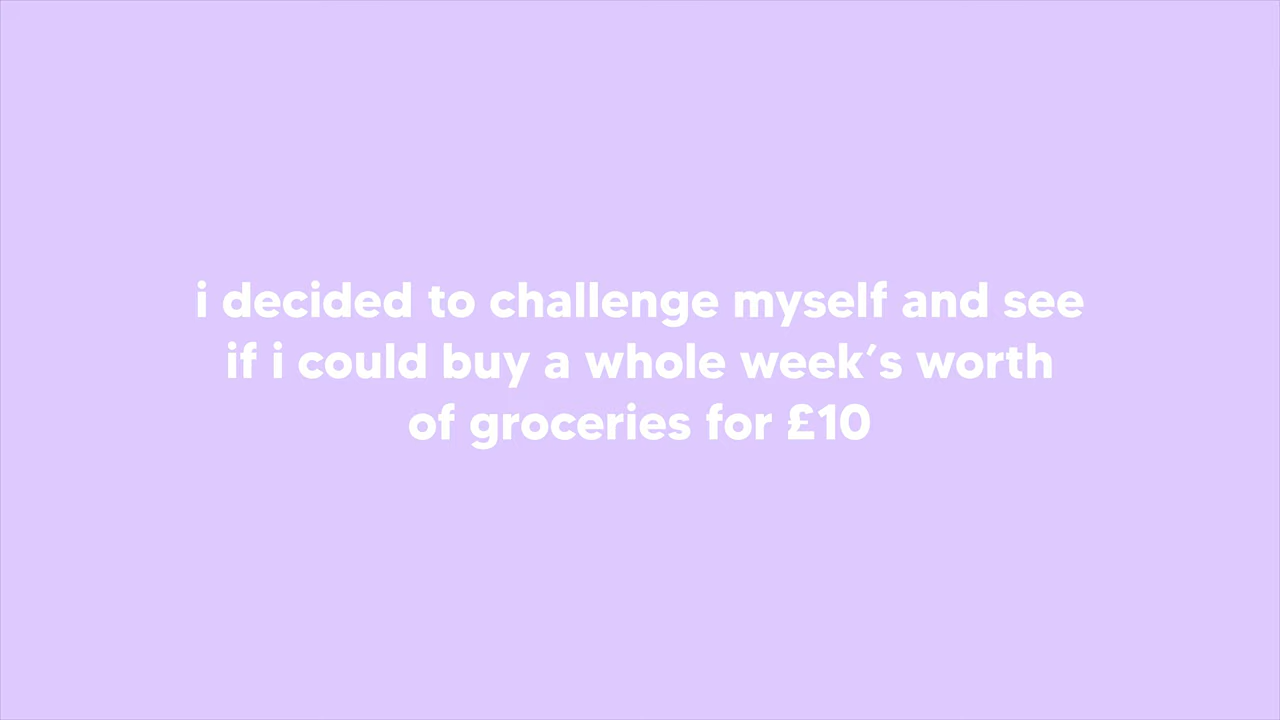 i decided to challenge myself and see
if i could buy a whole week’s worth
of groceries for £10